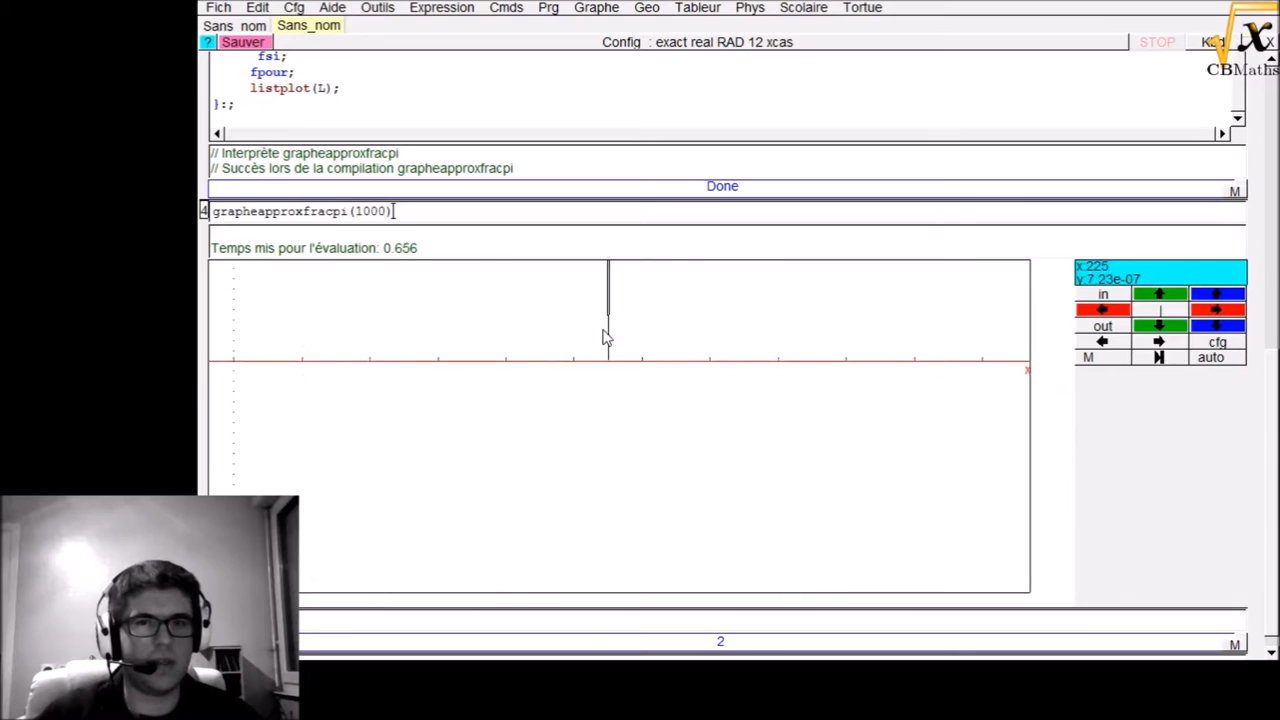 Fich Edit Cfg Aide Outils Expression Cmds Prg Graphe Geo Tableur Phys Scolaire Tortue
Sans_nom Sans_nom
? Sauver Config : exact real RAD 12 xcas STOP X
CBMaths
fsi;
fpour;
listplot(L);
}:;
// Interprète grapheapproxfracpi
// Succès lors de la compilation grapheapproxfracpi
Done M
4 grapheapproxfracpi(1000)
Temps mis pour l'évaluation: 0.656
x:225
y:7.23e-07
in
out
cfg
M auto
x
2 M